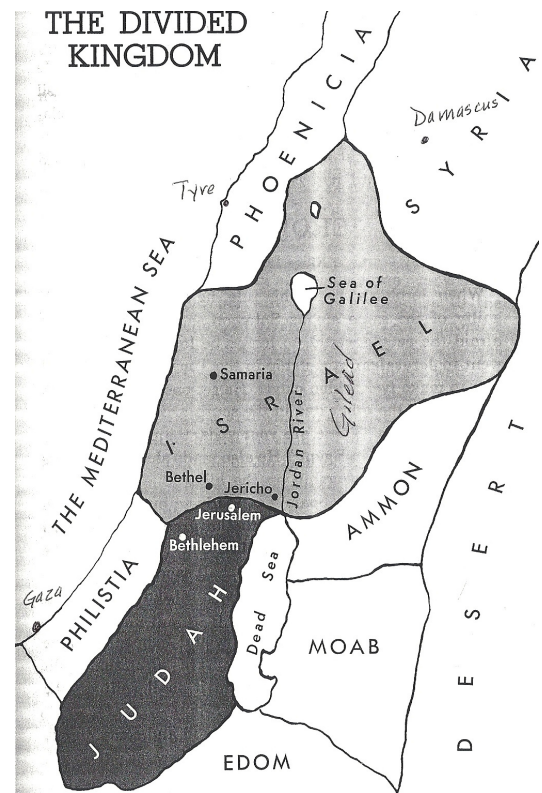 THE DIVIDED
KINGDOM
PHOENICIA
Damascus
SYRIA
Tyre
THE MEDITERRANEAN SEA
Sea of
Galilee
Samaria
ISRAEL
Gilead
Jordan River
Bethel
Jericho
Jerusalem
Bethlehem
AMMON
DESERT
Gaza
PHILISTIA
Dead Sea
JUDAH
MOAB
EDOM